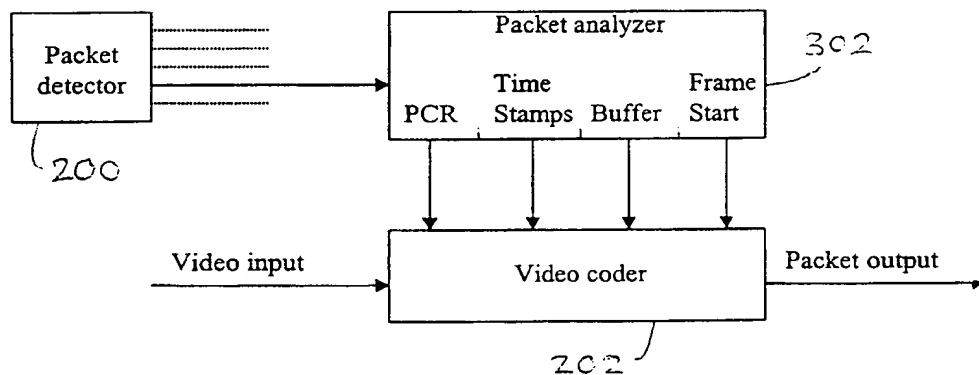 Packet
detector
200
Packet analyzer
302
PCR
Time
Stamps
Buffer
Frame
Start
Video input
Video coder
Packet output
202